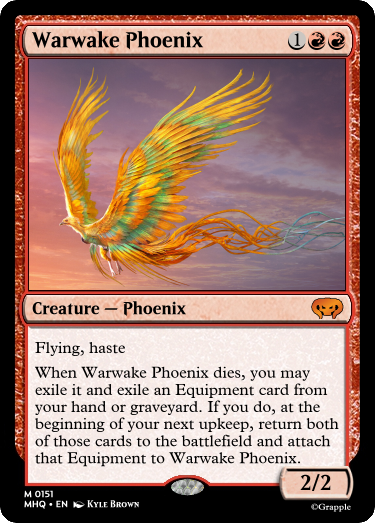 Warwake Phoenix 1
Creature — Phoenix
Flying, haste
When Warwake Phoenix dies, you may
exile it and exile an Equipment card from
your hand or graveyard. If you do, at the
beginning of your next upkeep, return both
of those cards to the battlefield and attach
that Equipment to Warwake Phoenix.
2/2
M 0151
MHQ • EN Kyle Brown
©Grapple